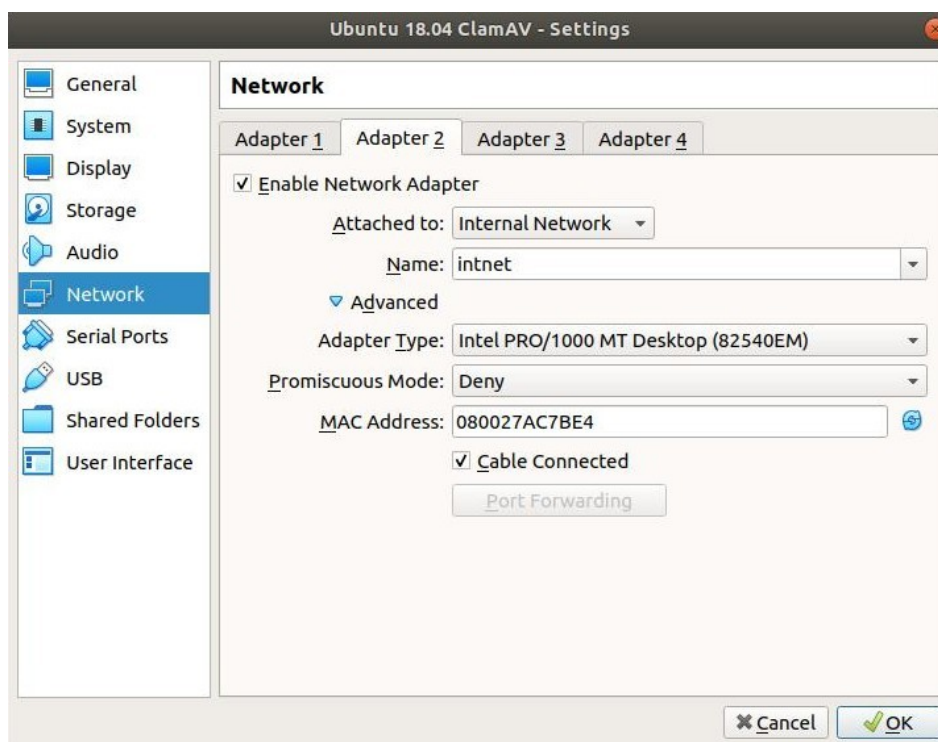 Ubuntu 18.04 ClamAV - Settings
General
System
Display
Storage
Audio
Network
Serial Ports
USB
Shared Folders
User Interface
Network
Adapter 1 Adapter 2 Adapter 3 Adapter 4
Enable Network Adapter
Attached to: Internal Network
Name: intnet
Advanced
Adapter Type: Intel PRO/1000 MT Desktop (82540EM)
Promiscuous Mode: Deny
MAC Address: 080027AC7BE4
Cable Connected
Port Forwarding
Cancel OK